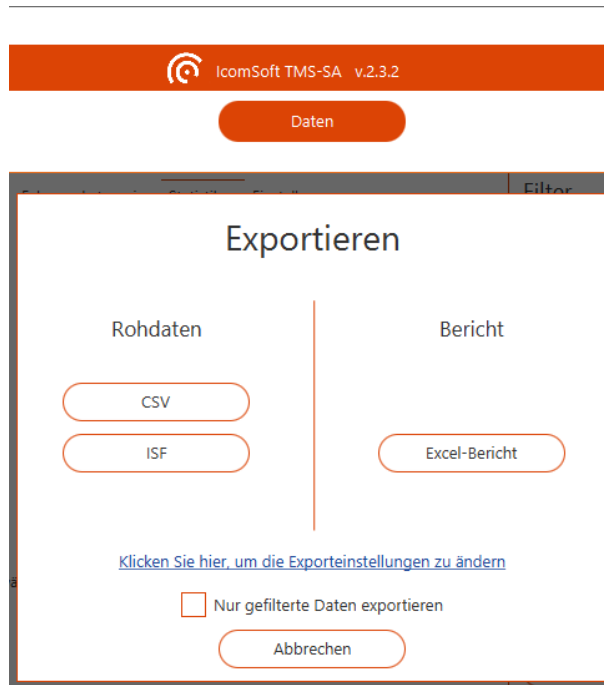 IcomSoft TMS-SA v.2.3.2
Daten
Filter
Exportieren
Rohdaten
Bericht
CSV
ISF
Excel-Bericht
Klicken Sie hier, um die Exporteinstellungen zu ändern
Nur gefilterte Daten exportieren
Abbrechen